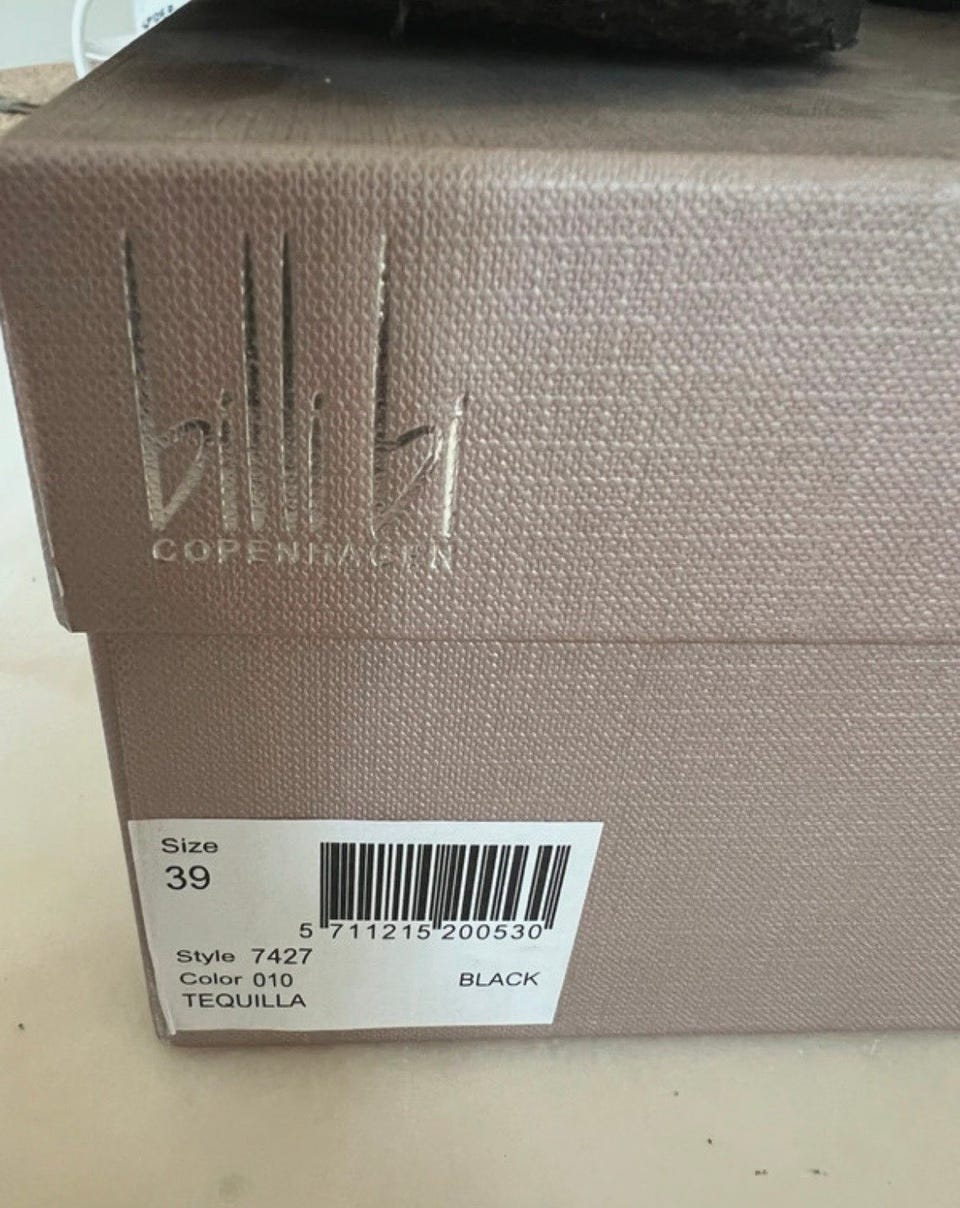 billi bi
COPENHAGEN
Size
39
5 711215 200530
Style 7427
Color 010 BLACK
TEQUILLA